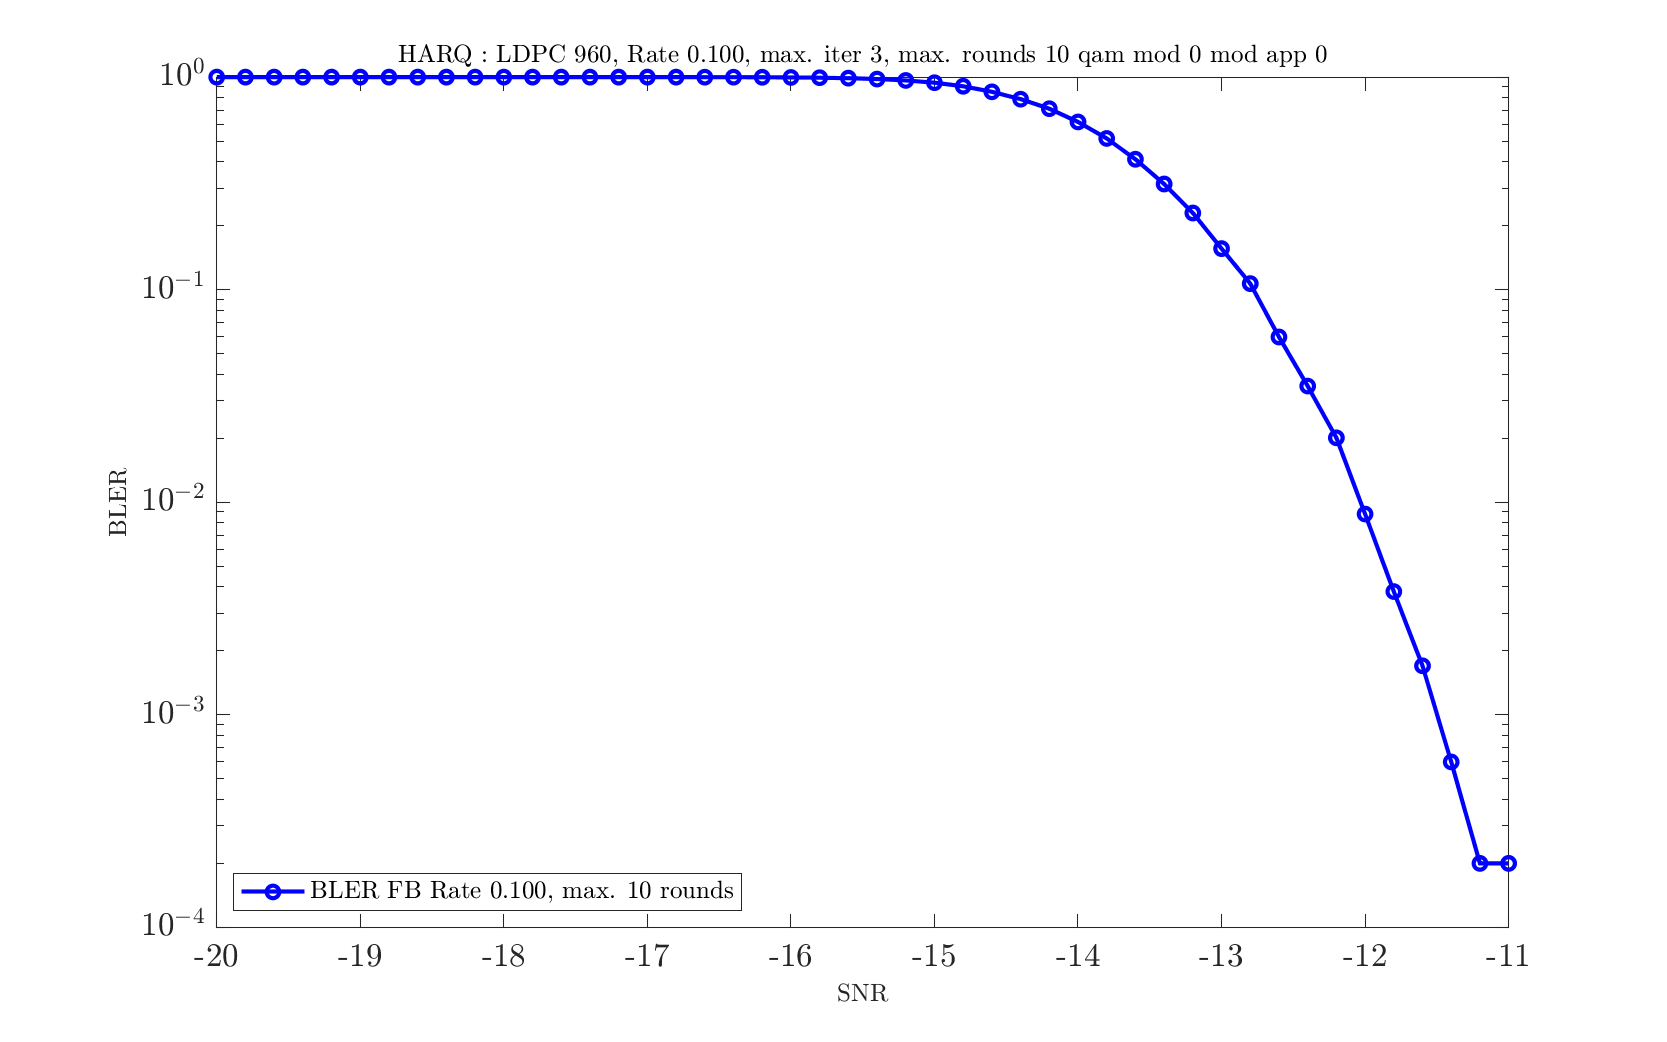 HARQ : LDPC 960, Rate 0.100, max. iter 3, max. rounds 10 qam mod 0 mod app 0
10^0
10^-1
10^-2
10^-3
10^-4
BLER
BLER FB Rate 0.100, max. 10 rounds
-20 -19 -18 -17 -16 -15 -14 -13 -12 -11
SNR